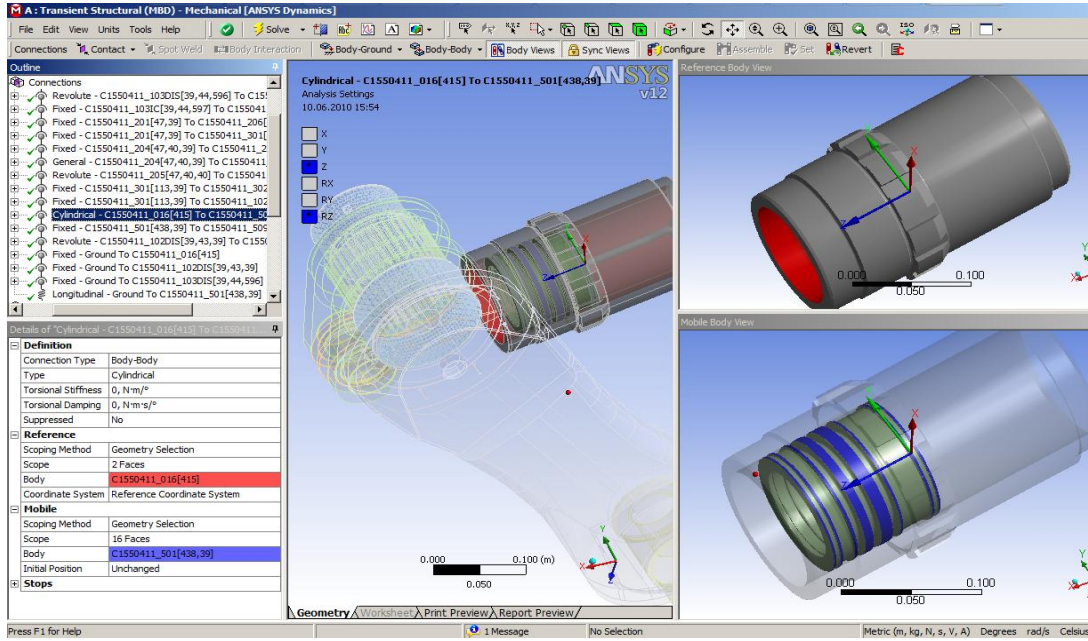 A : Transient Structural (MBD) - Mechanical [ANSYS Dynamics]
File Edit View Units Tools Help Solve
Connections Contact Spot Weld Body Interaction Body-Ground Body-Body Body Views Sync Views Configure Assemble Set Revert
Outline
Connections
Revolute - C1550411_103DIS[39,44,596] To C155
Fixed - C1550411_103IC[39,44,597] To C155041
Fixed - C1550411_201[47,39] To C1550411_206[
Fixed - C1550411_201[47,39] To C1550411_301[
Fixed - C1550411_204[47,40,39] To C1550411_2
General - C1550411_204[47,40,39] To C1550411_
Revolute - C1550411_205[47,40,40] To C155041
Fixed - C1550411_301[113,39] To C1550411_302
Fixed - C1550411_301[113,39] To C1550411_102
Cylindrical - C1550411_016[415] To C1550411_50
Fixed - C1550411_501[438,39] To C1550411_509
Revolute - C1550411_102DIS[39,43,39] To C1550
Fixed - Ground To C1550411_016[415]
Fixed - Ground To C1550411_102DIS[39,43,39]
Fixed - Ground To C1550411_103DIS[39,44,596]
Longitudinal - Ground To C1550411_501[438,39]
Details of "Cylindrical - C1550411_016[415] To C1550411_
Definition
Connection Type Body-Body
Type Cylindrical
Torsional Stiffness 0, N·m/°
Torsional Damping 0, N·m·s/°
Suppressed No
Reference
Scoping Method Geometry Selection
Scope 2 Faces
Body C1550411_016[415]
Coordinate System Reference Coordinate System
Mobile
Scoping Method Geometry Selection
Scope 16 Faces
Body C1550411_501[438,39]
Initial Position Unchanged
Stops
Cylindrical - C1550411_016[415] To C1550411_501[438,39]
Analysis Settings
10.06.2010 15:54
ANSYS
v12
X
Y
Z
RX
RY
RZ
X
Z
0.000 0.100 (m)
0.050
Y
X
Z
Geometry Worksheet Print Preview Report Preview
Reference Body View
X
Z
0.000 0.100
0.050
Y
X
Mobile Body View
X
Z
0.000 0.100
0.050
Y
X
Press F1 for Help 1 Message No Selection Metric (m, kg, N, s, V, A) Degrees rad/s Celsius